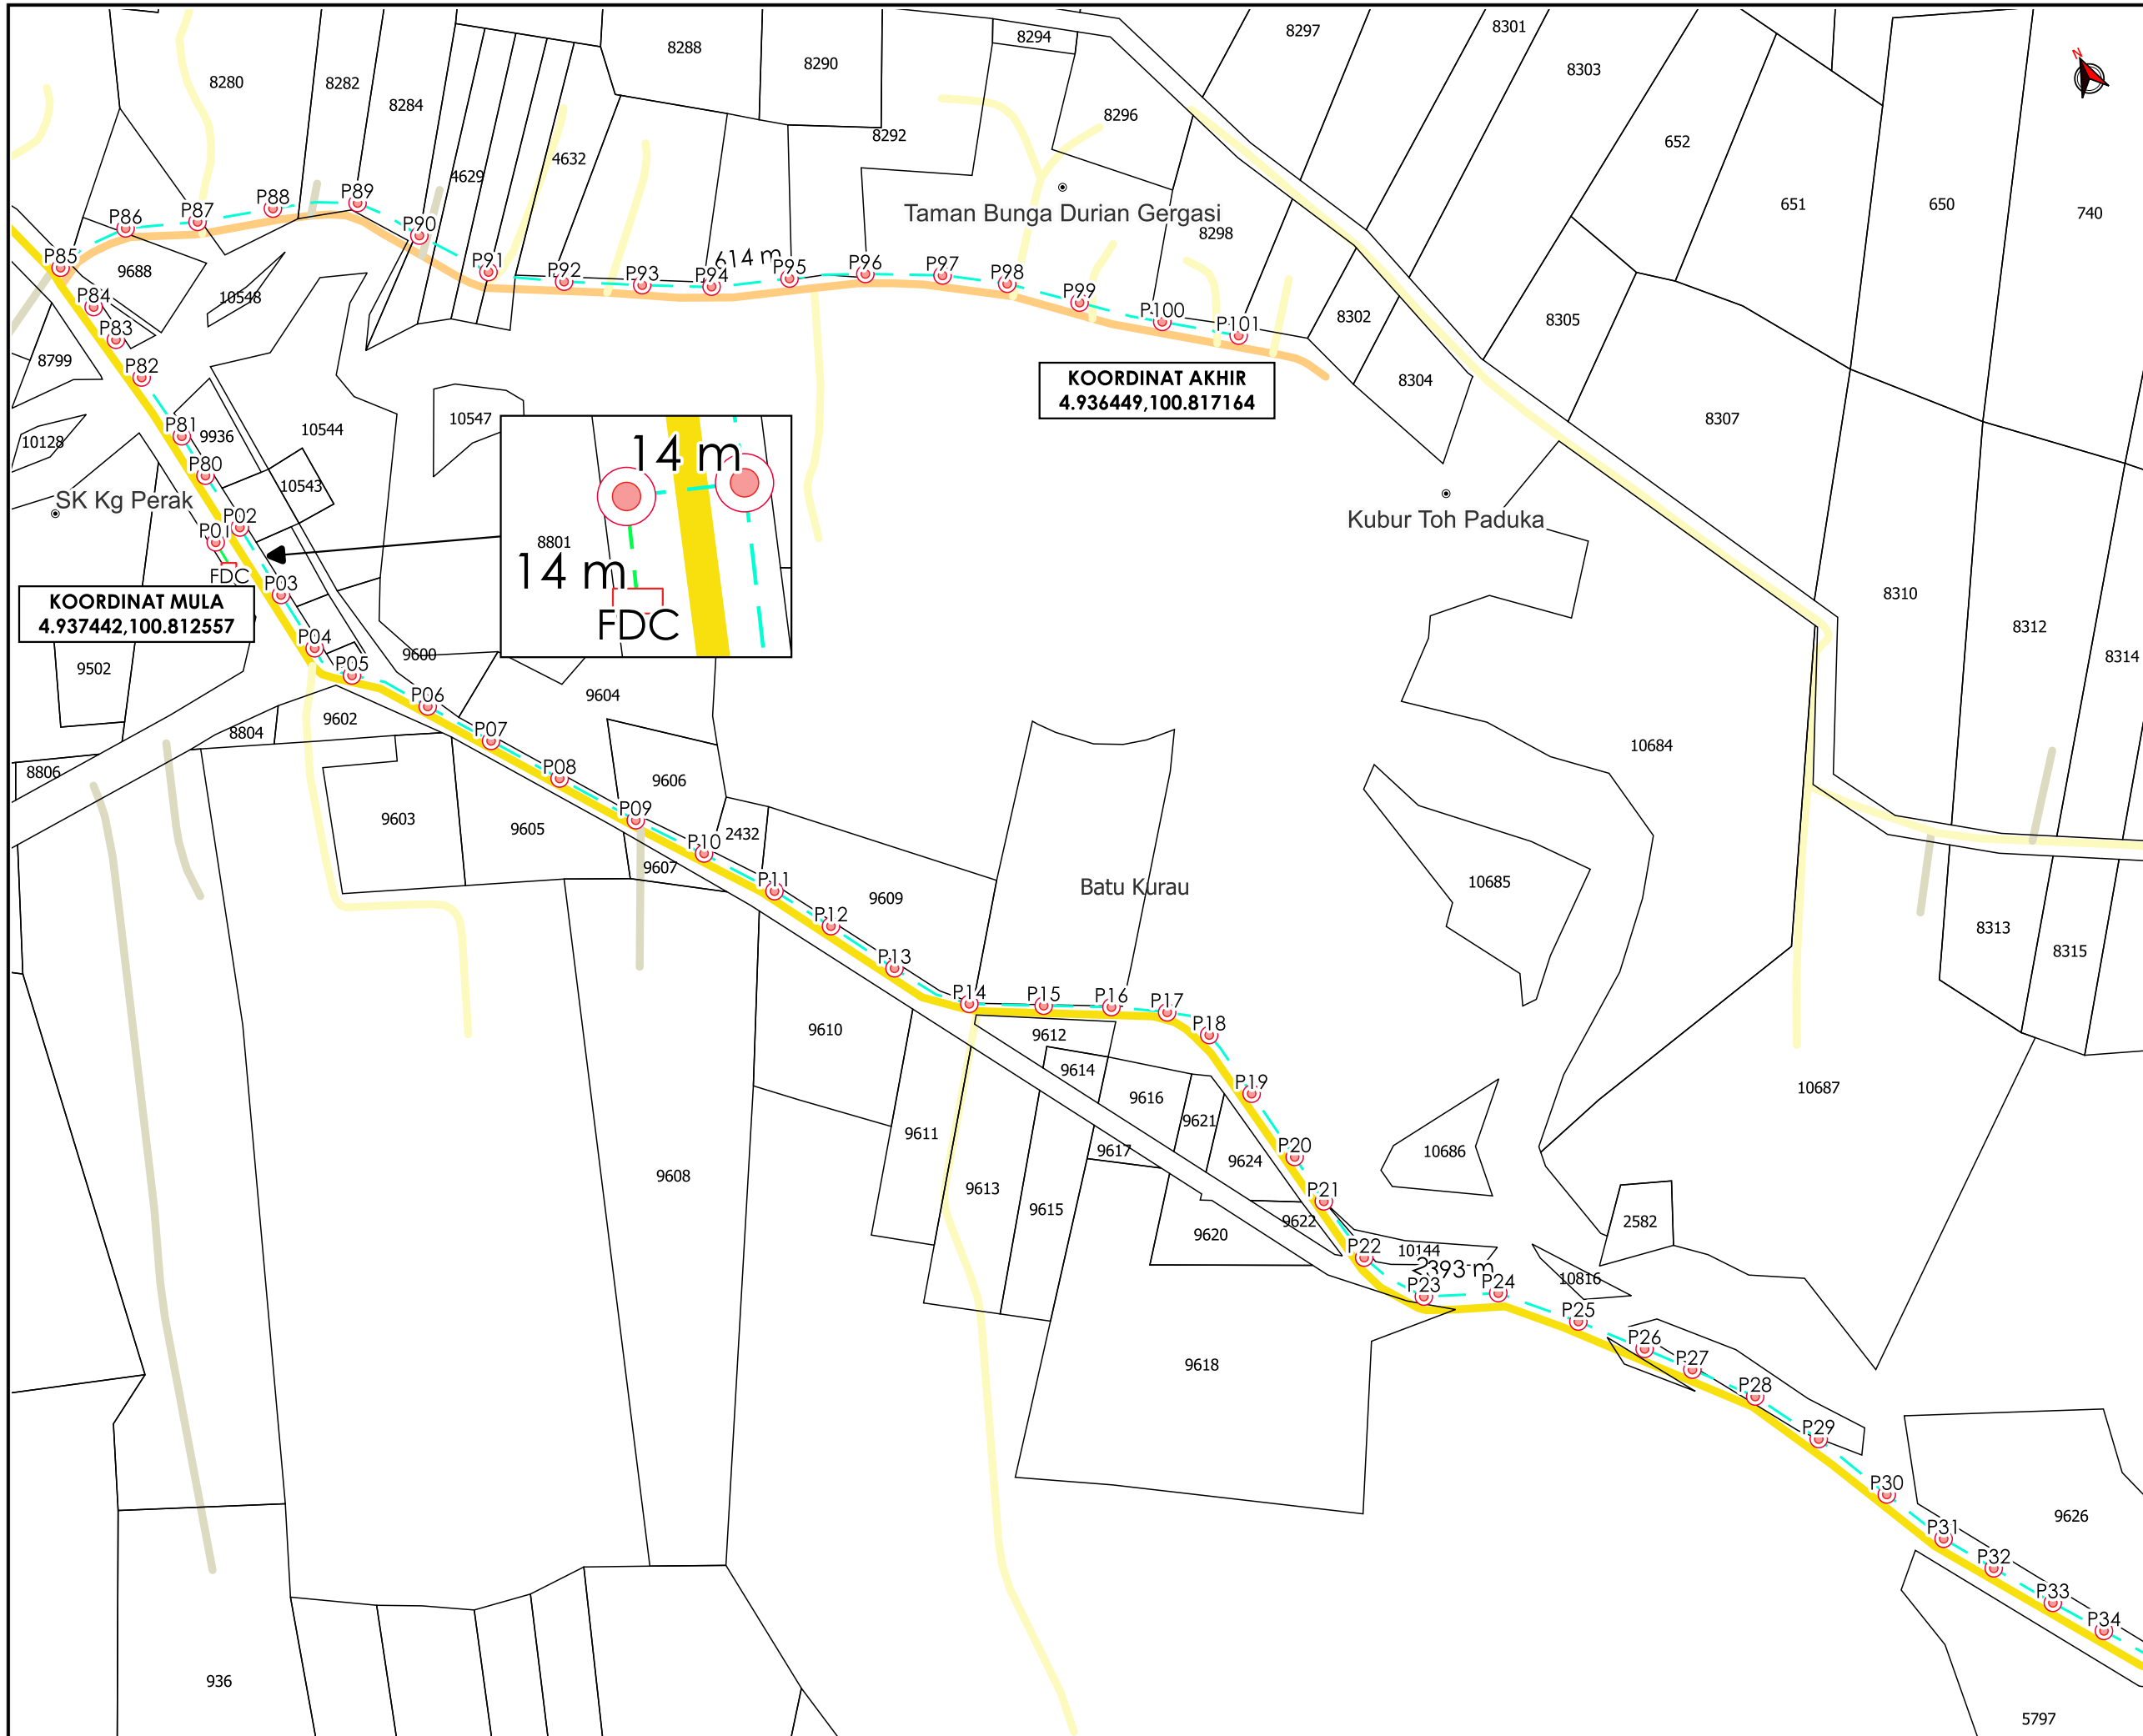 8280
8282
8284
8288
8290
8292
8294
8296
8297
8301
8303
N
652
651
650
740
4629
4632
Taman Bunga Durian Gergasi
8298
P85
P86
P87
P88
P89
P90
P91
P92
P93
P94
614 m
P95
P96
P97
P98
P99
P100
P101
9688
10548
P84
P83
P82
8799
8302
8305
8304
8307
KOORDINAT AKHIR
4.936449,100.817164
10128
P81
9936
10544
10547
P80
10543
SK Kg Perak
P02
P01
FDC
P03
14 m
8801
14 m
FDC
Kubur Toh Paduka
KOORDINAT MULA
4.937442,100.812557
8310
8312
8314
P04
P05
9600
9502
P06
9604
9602
8804
P07
8806
P08
9606
10684
9603
9605
P09
2432
P10
9607
P11
Batu Kurau
10685
9609
P12
8313
8315
P13
P14
P15
P16
P17
P18
9610
9612
9614
9616
P19
10687
9621
9611
9617
P20
9624
10686
9608
9613
9615
P21
9622
9620
2582
P22
10144
2393 m
10816
P23
P24
P25
P26
9618
P27
P28
P29
P30
9626
P31
P32
P33
P34
936
5797